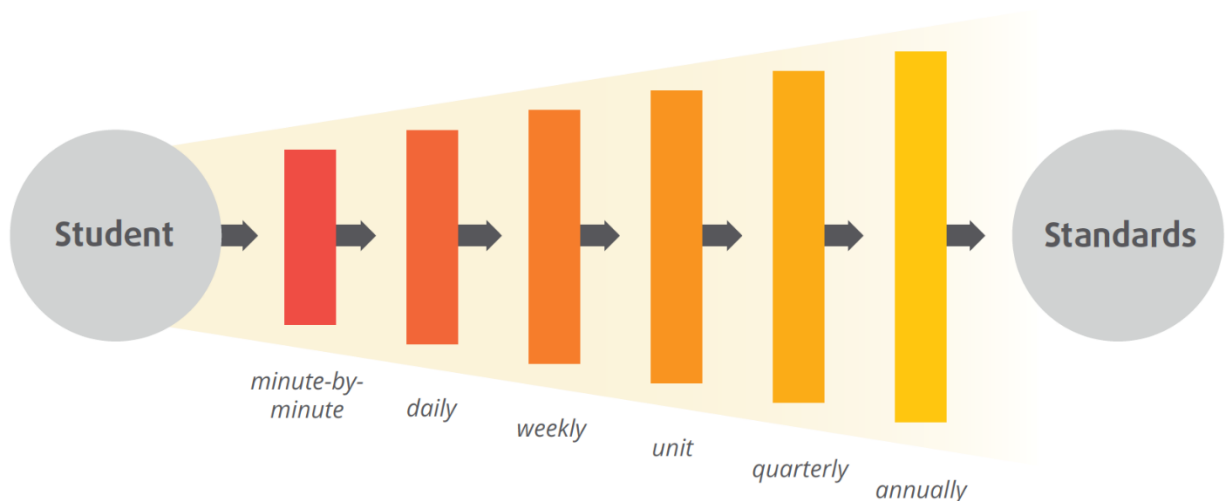 Student
Standards
minute-by-
minute
daily
weekly
unit
quarterly
annually